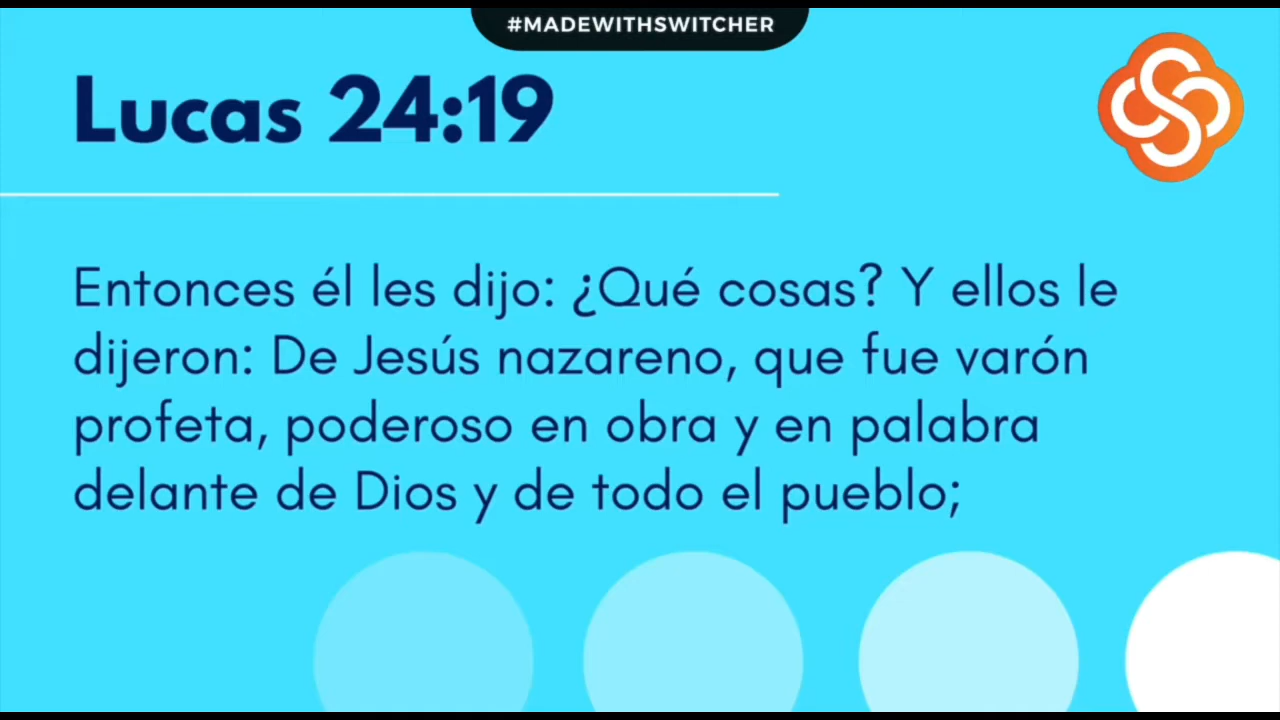 #MADEWITHSWITCHER
Lucas 24:19
Entonces él les dijo: ¿Qué cosas? Y ellos le
dijeron: De Jesús nazareno, que fue varón
profeta, poderoso en obra y en palabra
delante de Dios y de todo el pueblo;